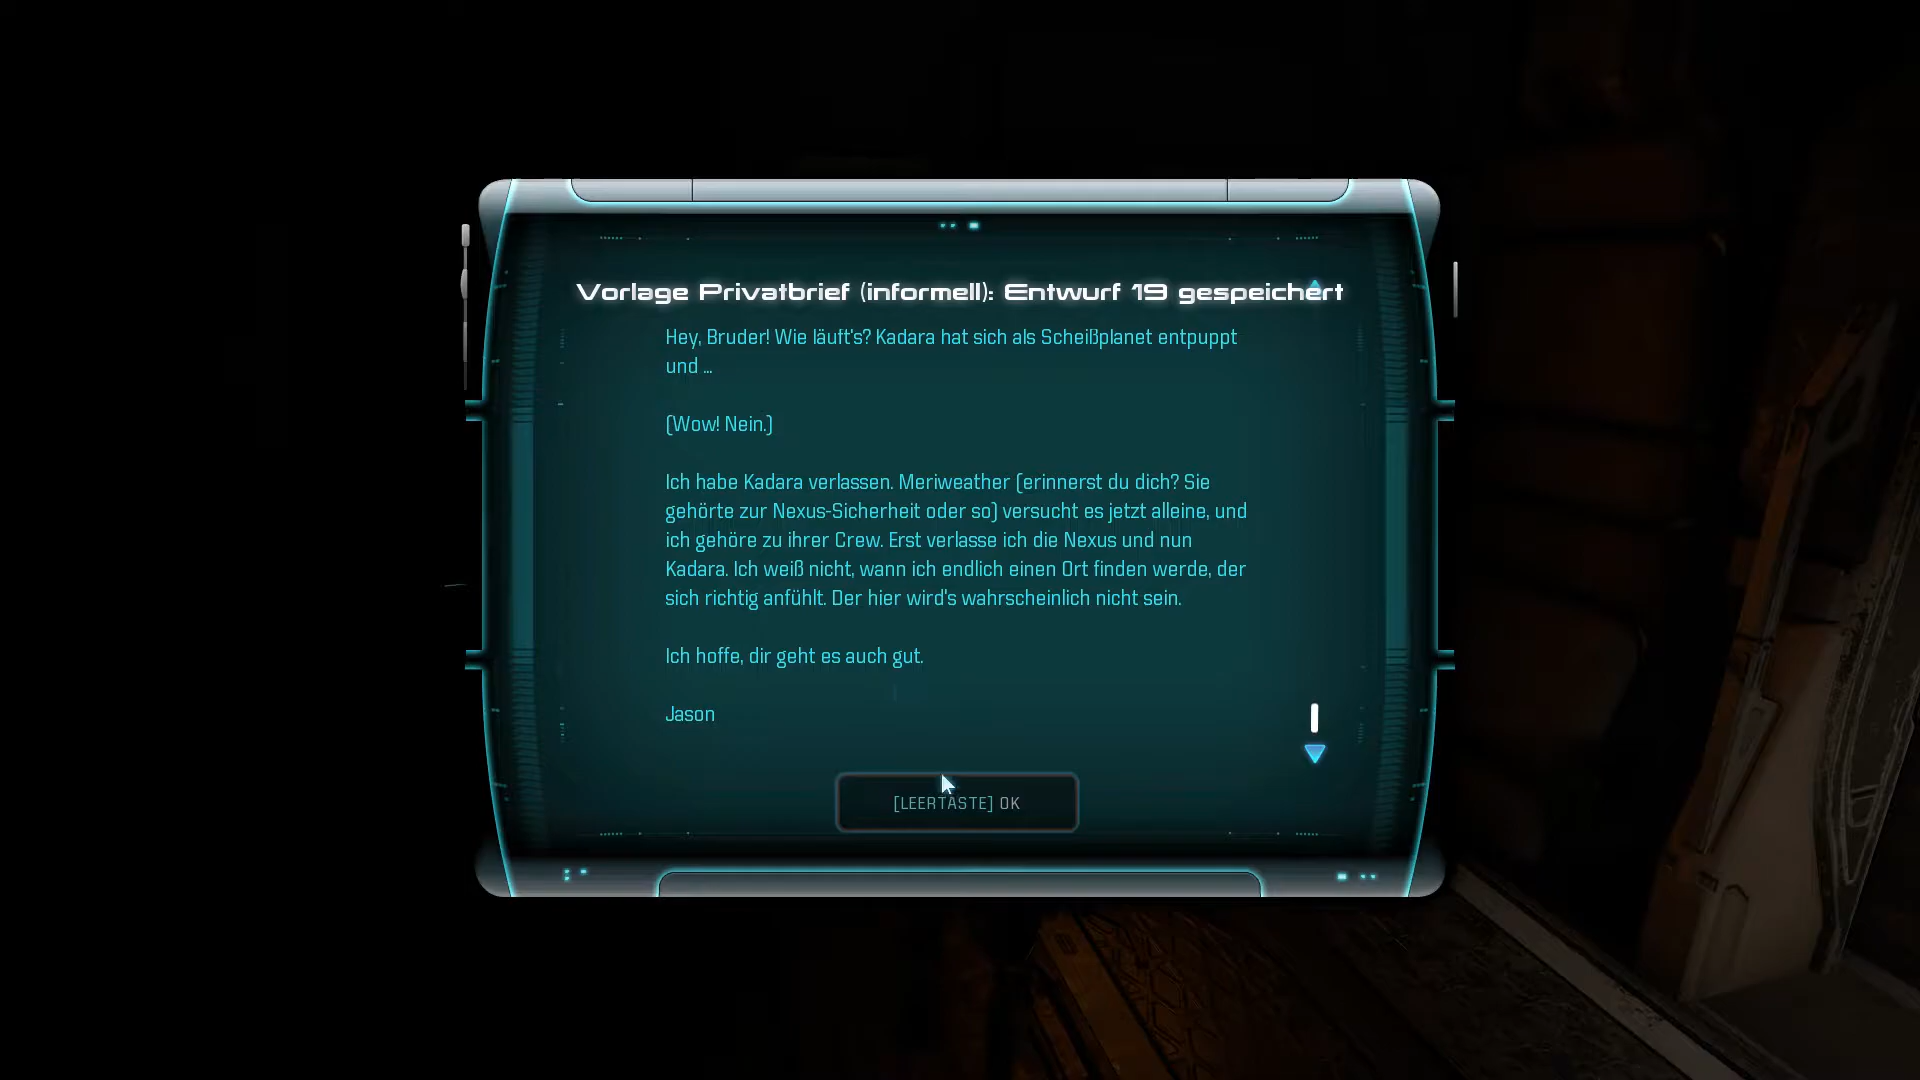 Vorlage Privatbrief (informell): Entwurf 19 gespeichert
Hey, Bruder! Wie läuft's? Kadara hat sich als Scheißplanet entpuppt
und ...
(Wow! Nein.)
Ich habe Kadara verlassen. Meriweather (erinnerst du dich? Sie
gehörte zur Nexus-Sicherheit oder so) versucht es jetzt alleine, und
ich gehöre zu ihrer Crew. Erst verlasse ich die Nexus und nun
Kadara. Ich weiß nicht, wann ich endlich einen Ort finden werde, der
sich richtig anfühlt. Der hier wird's wahrscheinlich nicht sein.
Ich hoffe, dir geht es auch gut.
Jason
[LEERTASTE] OK